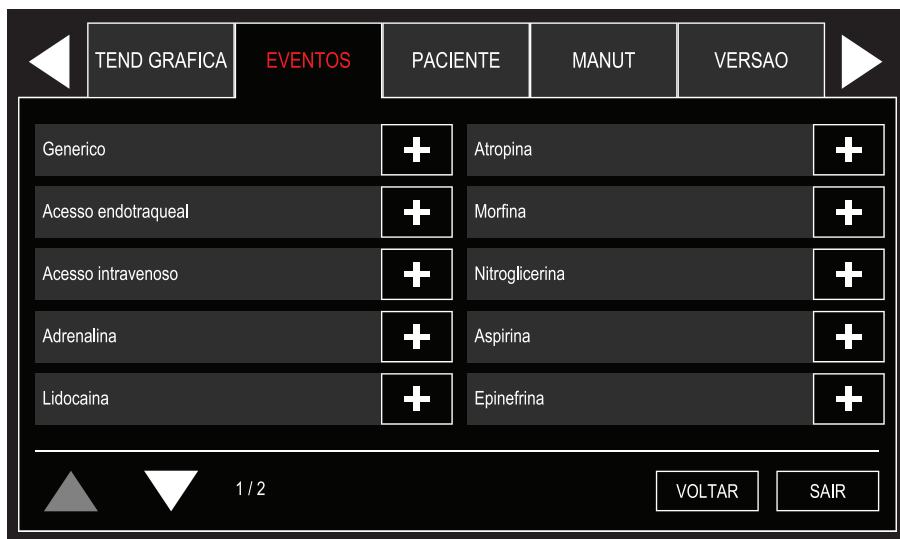 TEND GRAFICA
EVENTOS
PACIENTE
MANUT
VERSAO
Generico
Atropina
Acesso endotraqueal
Morfina
Acesso intravenoso
Nitroglicerina
Adrenalina
Aspirina
Lidocaina
Epinefrina
1 / 2
VOLTAR
SAIR